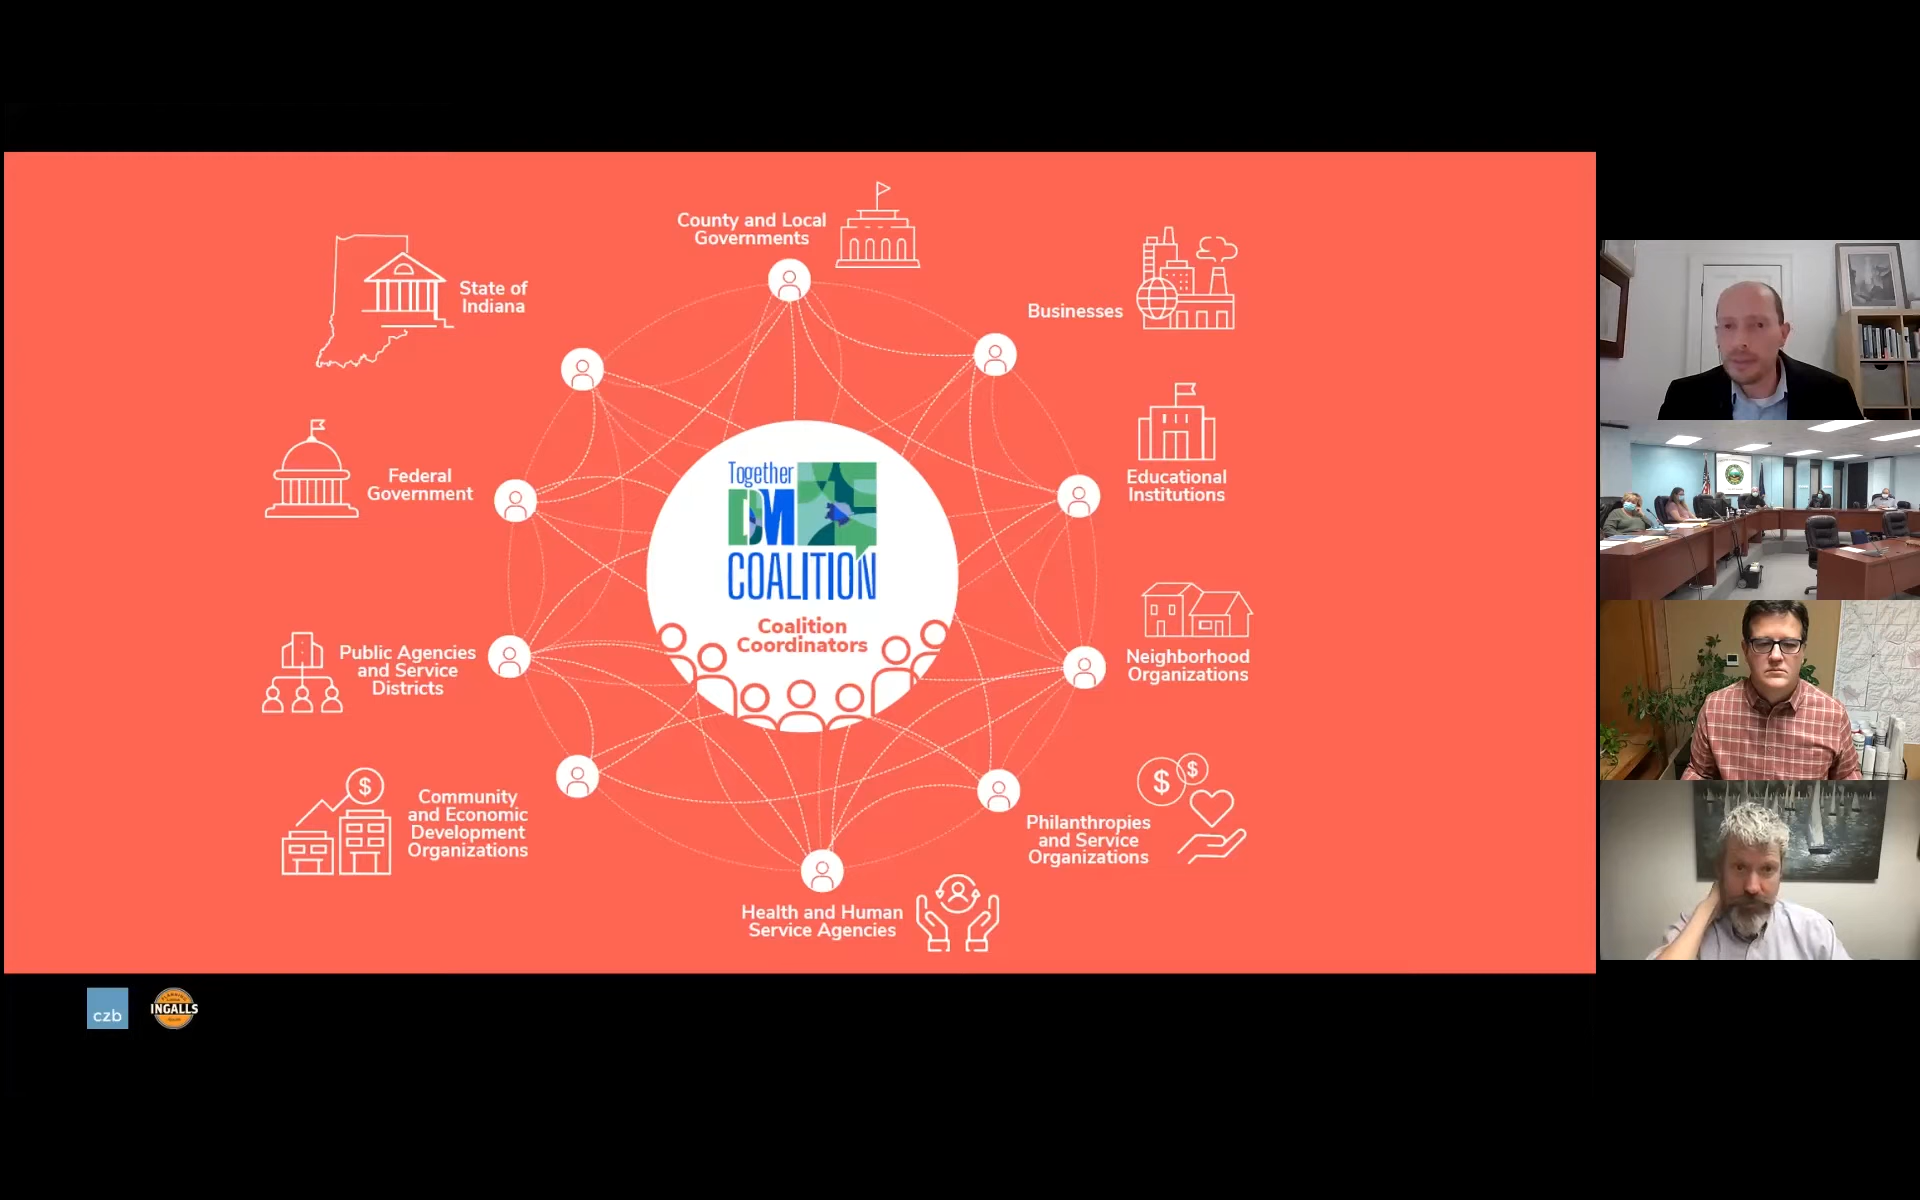 County and Local
Governments
State of
Indiana
Businesses
Federal
Government
Educational
Institutions
Together
DM
COALITION
Coalition
Coordinators
Public Agencies
and Service
Districts
Neighborhood
Organizations
Community
and Economic
Development
Organizations
Philanthropies
and Service
Organizations
Health and Human
Service Agencies
$
$
$
czb
INGALLS